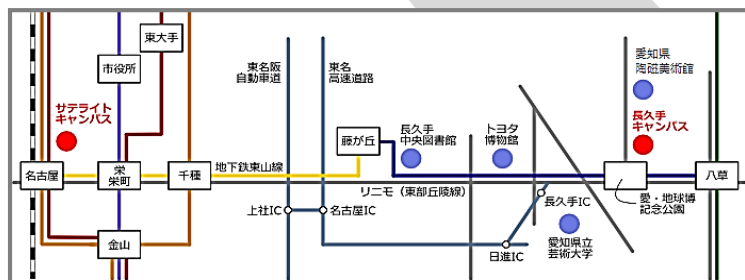 東大手
市役所
サテライト
キャンパス
名古屋
栄
栄町
千種
金山
地下鉄東山線
東名阪
自動車道
東名
高速道路
藤が丘
長久手
中央図書館
トヨタ
博物館
愛知県
陶磁美術館
長久手
キャンパス
八草
リニモ(東部丘陵線)
愛・地球博
記念公園
上社IC
名古屋IC
長久手IC
日進IC
愛知県立
芸術大学